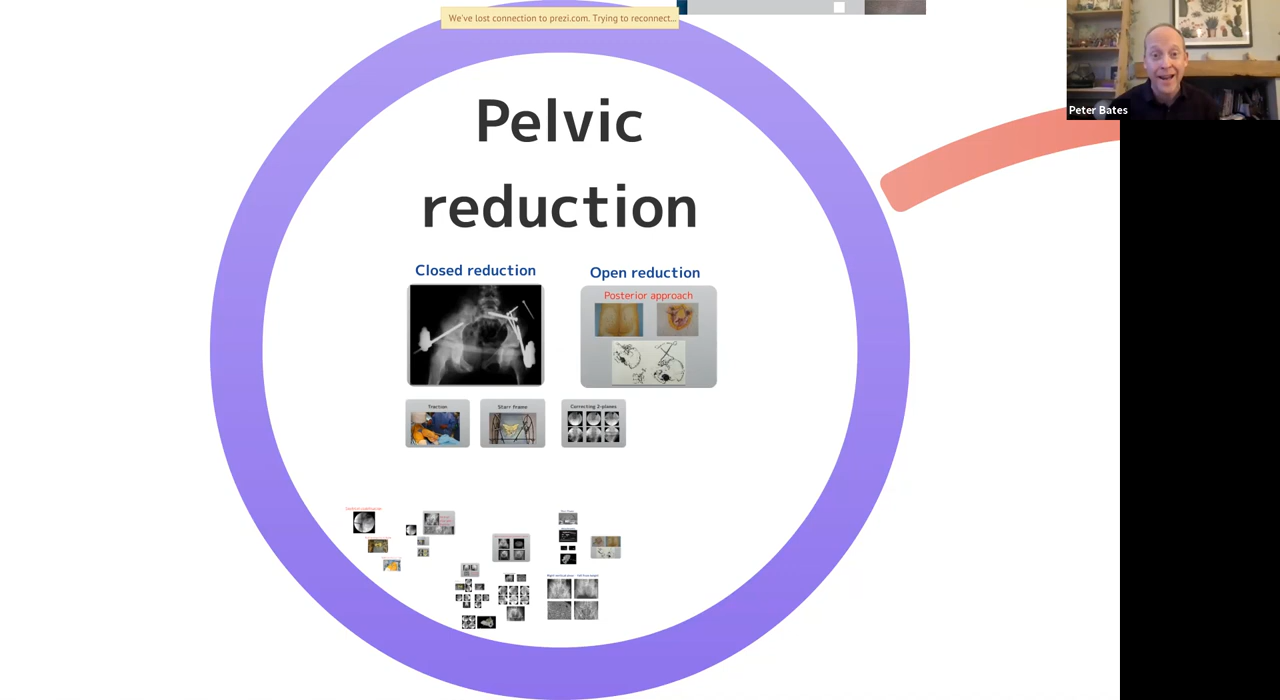 We've lost connection to prezi.com. Trying to reconnect...
Peter Bates
Pelvic
reduction
Closed reduction
Open reduction
Posterior approach
Traction
Starr frame
Correcting 2-planes